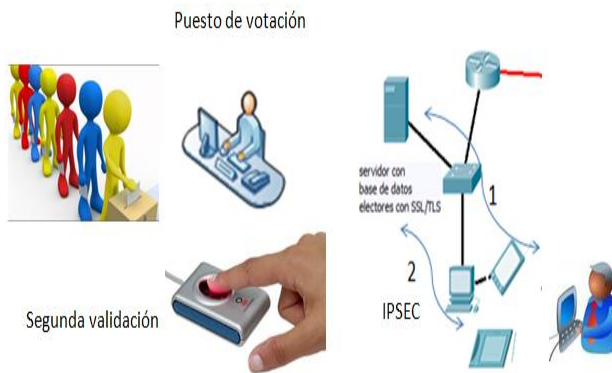 Puesto de votación
servidor con
base de datos
electores con SSL/TLS
1
2
IPSEC
Segunda validación